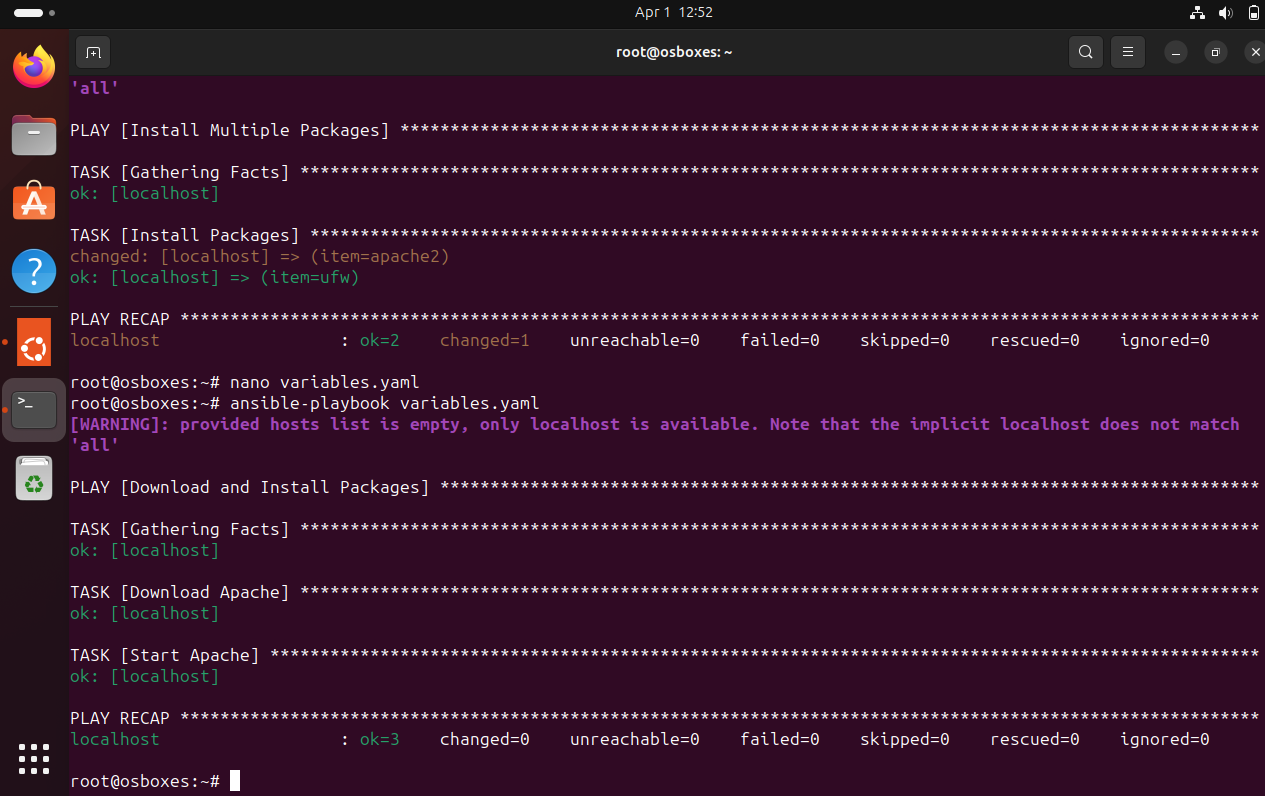 Apr 1 12:52
root@osboxes: ~
'all'
PLAY [Install Multiple Packages] **************************************************************************************
TASK [Gathering Facts] ************************************************************************************************
ok: [localhost]
TASK [Install Packages] ***********************************************************************************************
changed: [localhost] => (item=apache2)
ok: [localhost] => (item=ufw)
PLAY RECAP ************************************************************************************************************
localhost                  : ok=2    changed=1    unreachable=0    failed=0    skipped=0    rescued=0    ignored=0
root@osboxes:~# nano variables.yaml
root@osboxes:~# ansible-playbook variables.yaml
[WARNING]: provided hosts list is empty, only localhost is available. Note that the implicit localhost does not match
'all'
PLAY [Download and Install Packages] **********************************************************************************
TASK [Gathering Facts] ************************************************************************************************
ok: [localhost]
TASK [Download Apache] ************************************************************************************************
ok: [localhost]
TASK [Start Apache] ***************************************************************************************************
ok: [localhost]
PLAY RECAP ************************************************************************************************************
localhost                  : ok=3    changed=0    unreachable=0    failed=0    skipped=0    rescued=0    ignored=0
root@osboxes:~#